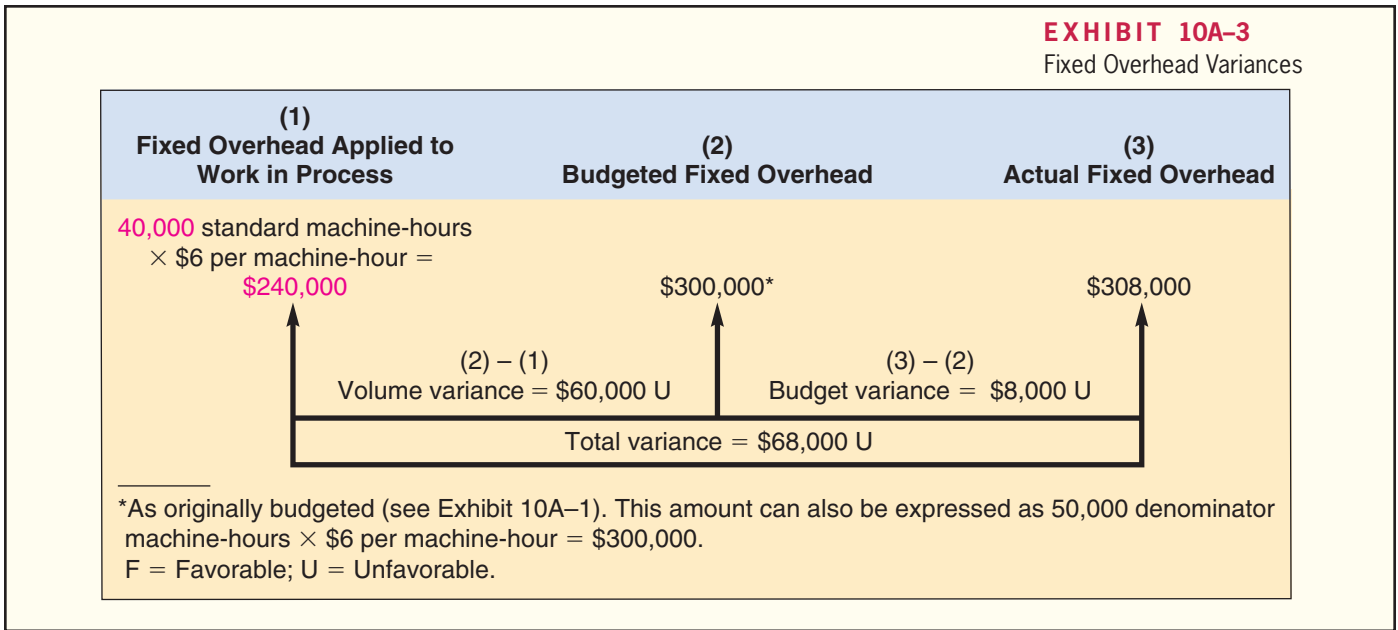 EXHIBIT 10A–3
Fixed Overhead Variances
(1)
Fixed Overhead Applied to
Work in Process
(2)
Budgeted Fixed Overhead
(3)
Actual Fixed Overhead
40,000 standard machine-hours
× $6 per machine-hour =
$240,000
$300,000*
$308,000
(2) – (1)
Volume variance = $60,000 U
(3) – (2)
Budget variance = $8,000 U
Total variance = $68,000 U
*As originally budgeted (see Exhibit 10A–1). This amount can also be expressed as 50,000 denominator
machine-hours × $6 per machine-hour = $300,000.
F = Favorable; U = Unfavorable.